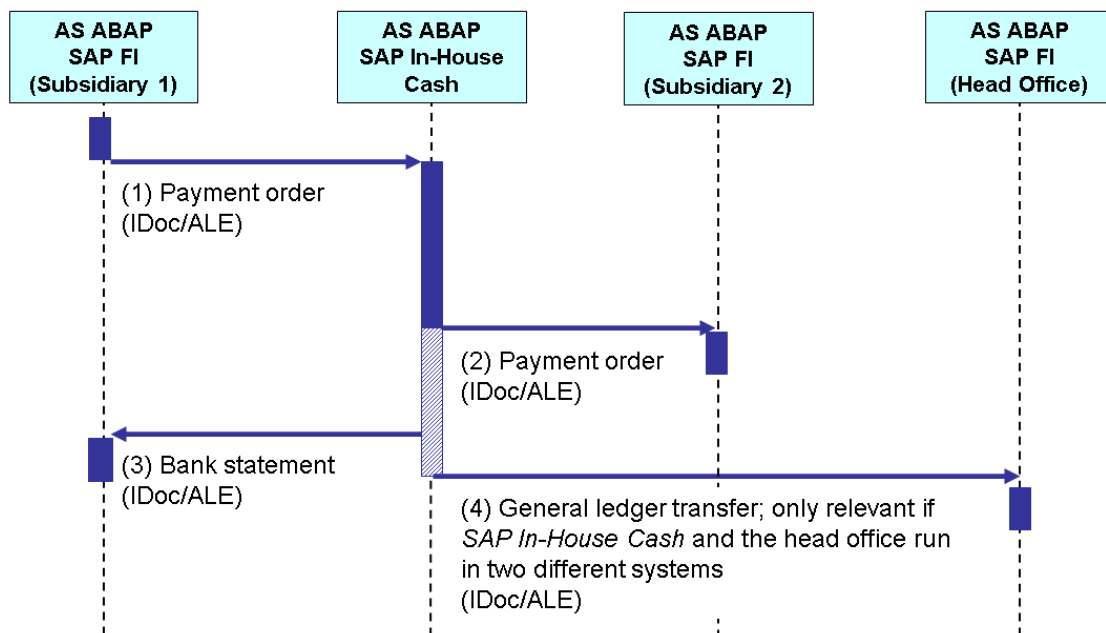 AS ABAP
SAP FI
(Subsidiary 1)
AS ABAP
SAP In-House
Cash
AS ABAP
SAP FI
(Subsidiary 2)
AS ABAP
SAP FI
(Head Office)
(1) Payment order
(IDoc/ALE)
(2) Payment order
(IDoc/ALE)
(3) Bank statement
(IDoc/ALE)
(4) General ledger transfer; only relevant if
SAP In-House Cash and the head office run
in two different systems
(IDoc/ALE)